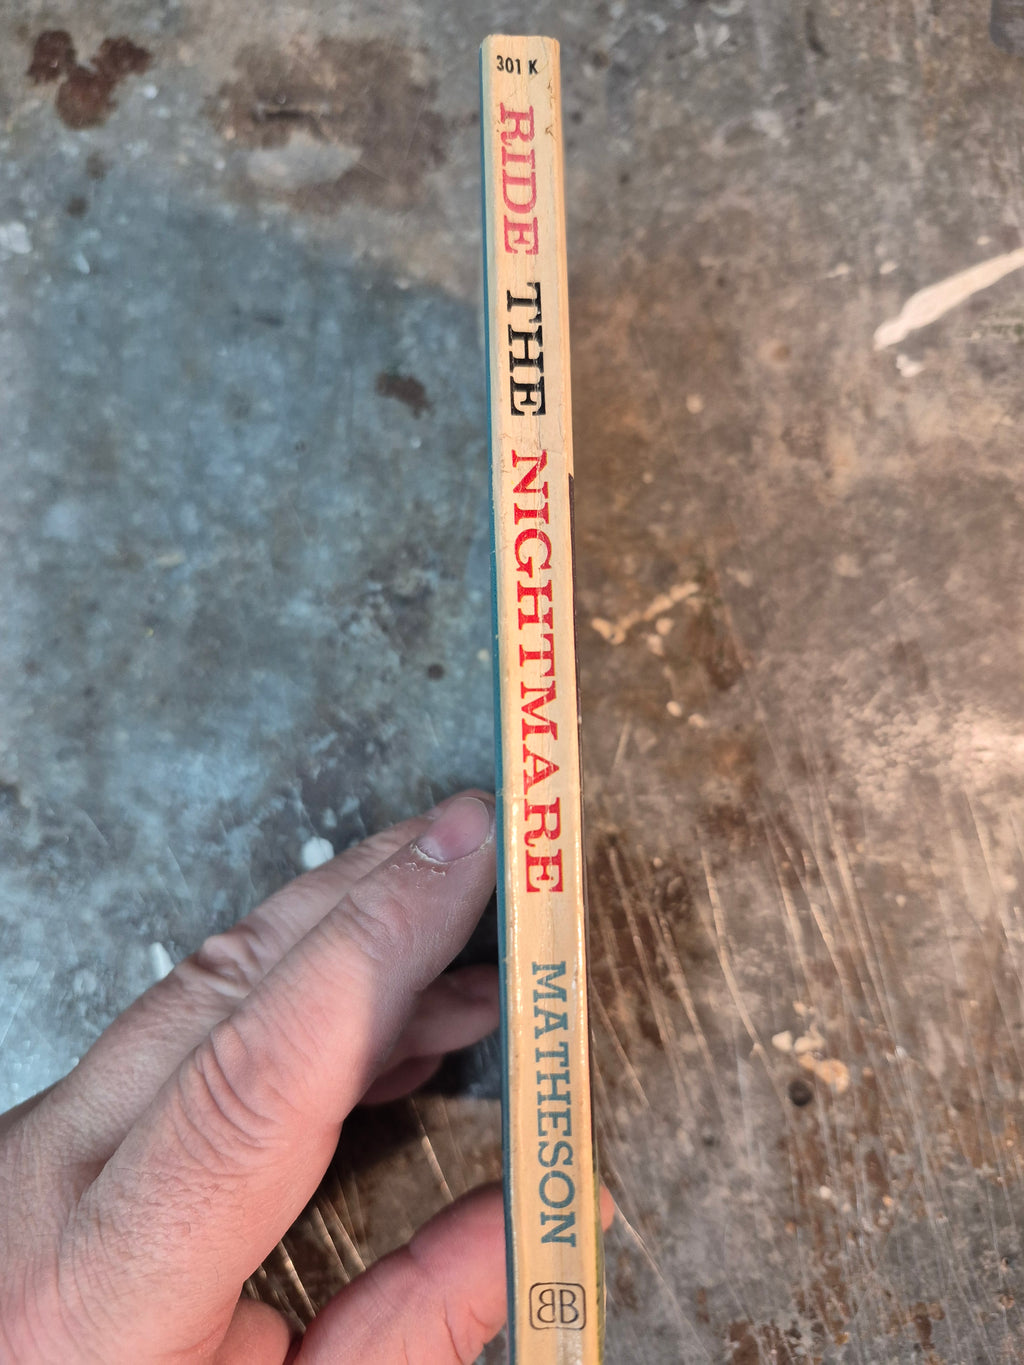 301 K
RIDE THE NIGHTMARE
MATHESON
BB